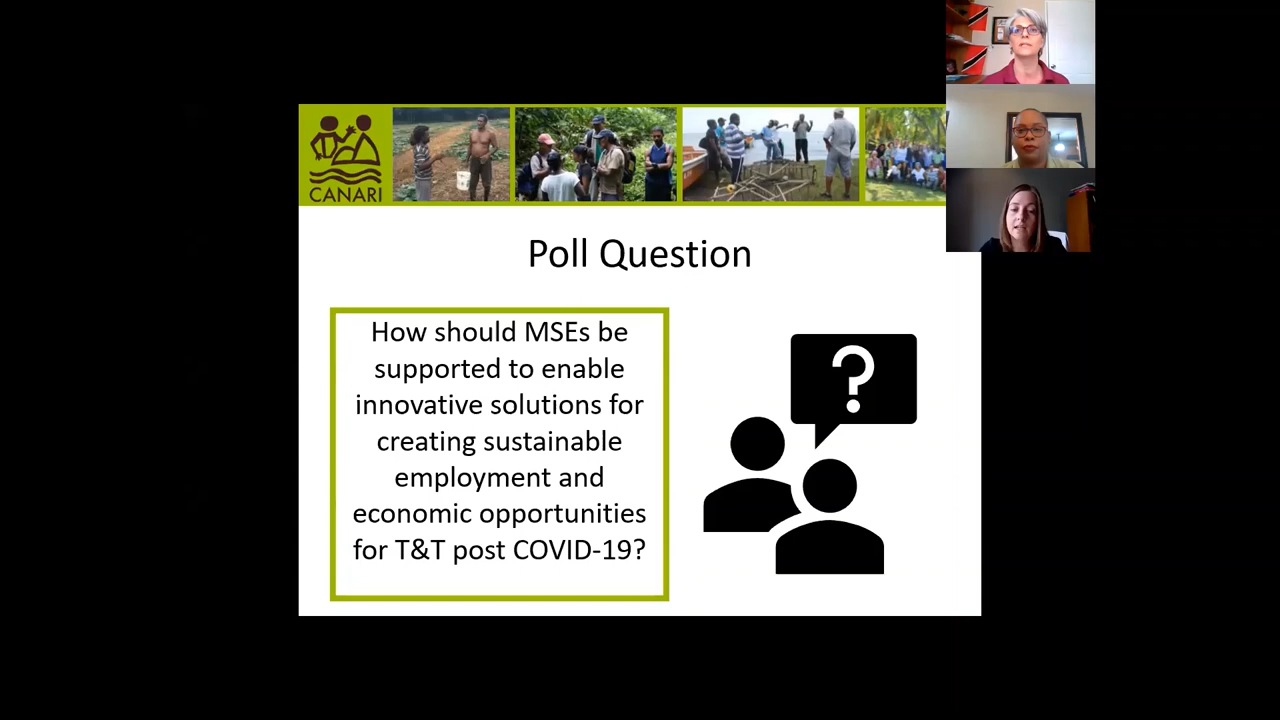 CANARI
Poll Question
How should MSEs be
supported to enable
innovative solutions for
creating sustainable
employment and
economic opportunities
for T&T post COVID-19?
?